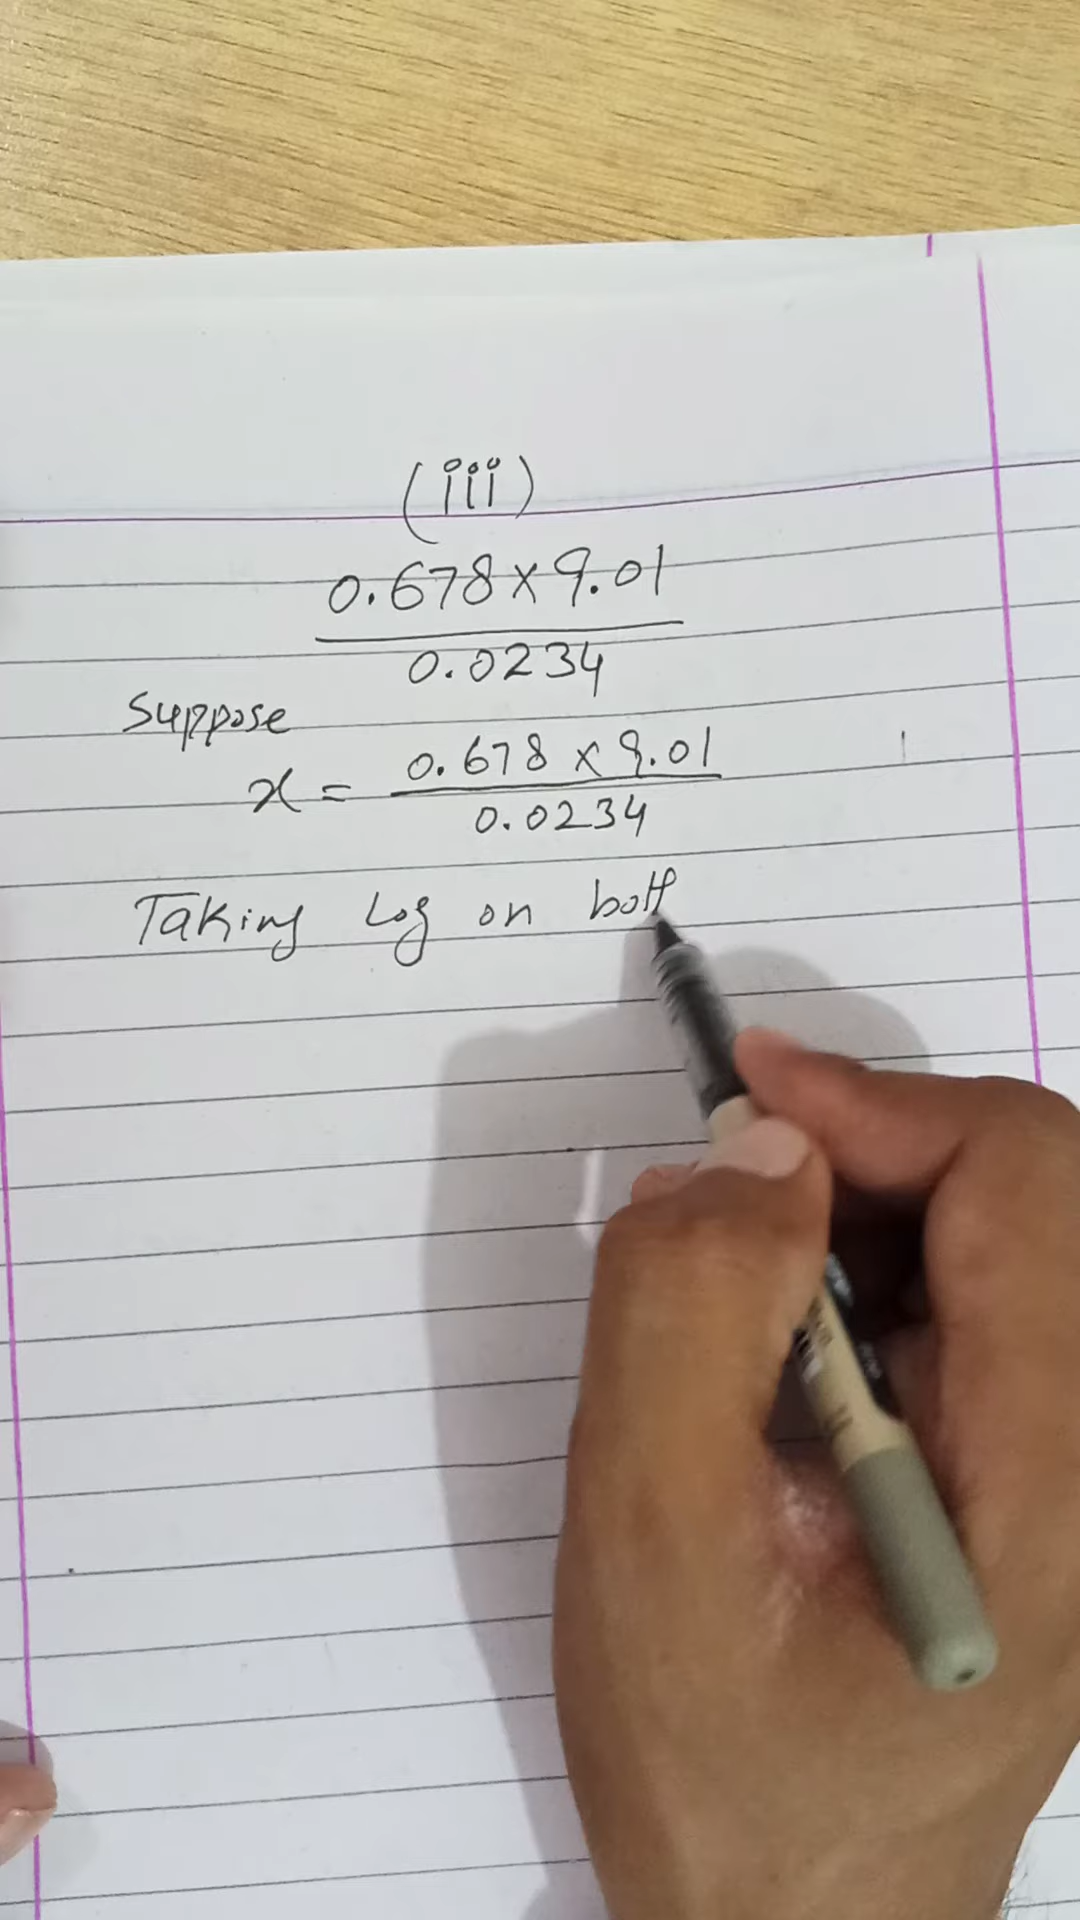 (iii)
0.678 × 9.01
0.0234
Suppose
x = 0.678 × 9.01
0.0234
Taking Log on both